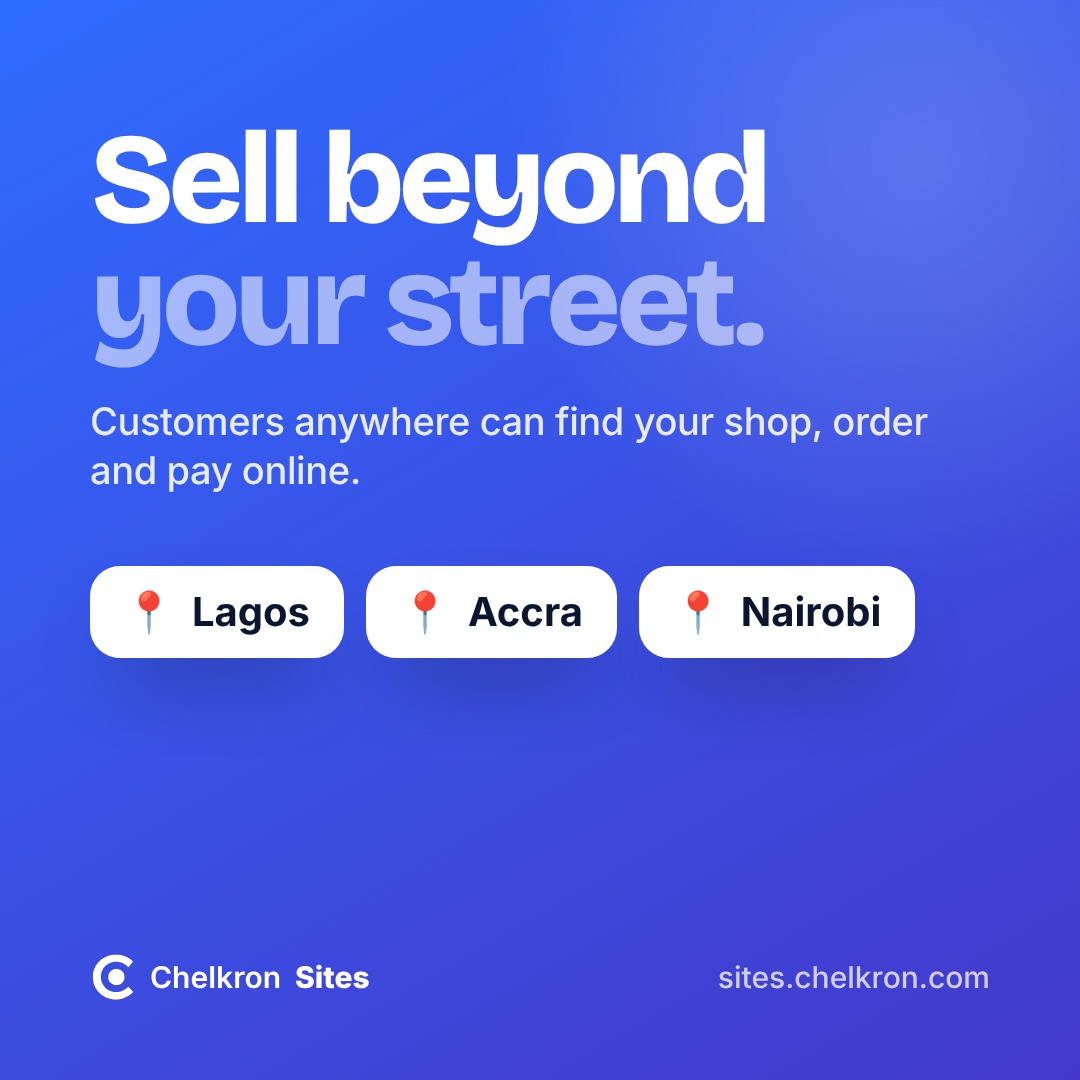 Sell beyond
your street.
Customers anywhere can find your shop, order
and pay online.
📍 Lagos 📍 Accra 📍 Nairobi
Chelkron Sites
sites.chelkron.com